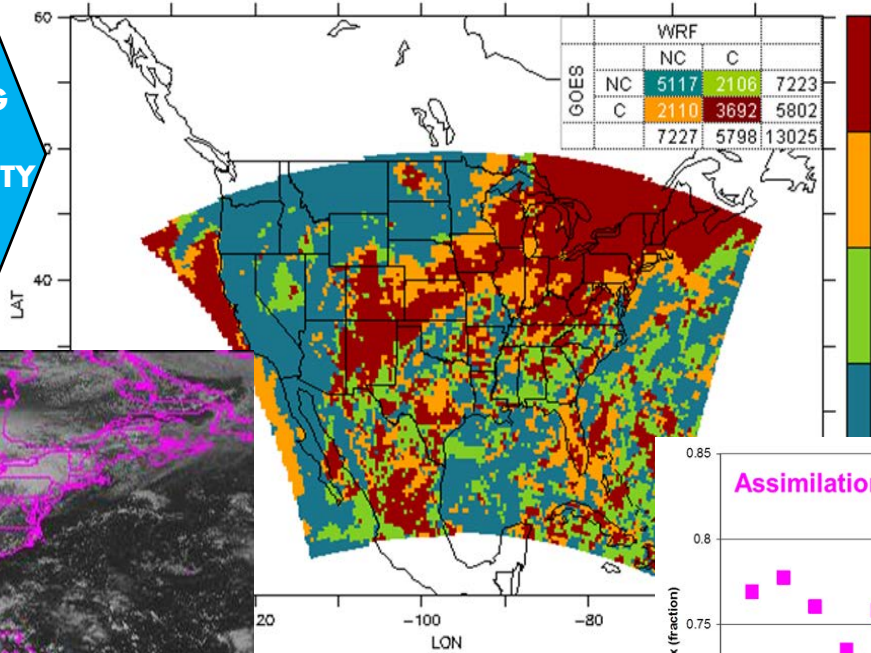 G
TY
60
40
LAT
WRF
NC C
GOES
NC 5117 2106 7223
C 2110 3692 5802
7227 5798 13025
20 −100 −80
LON
0.85
Assimilation
0.8
0.75
(fraction)